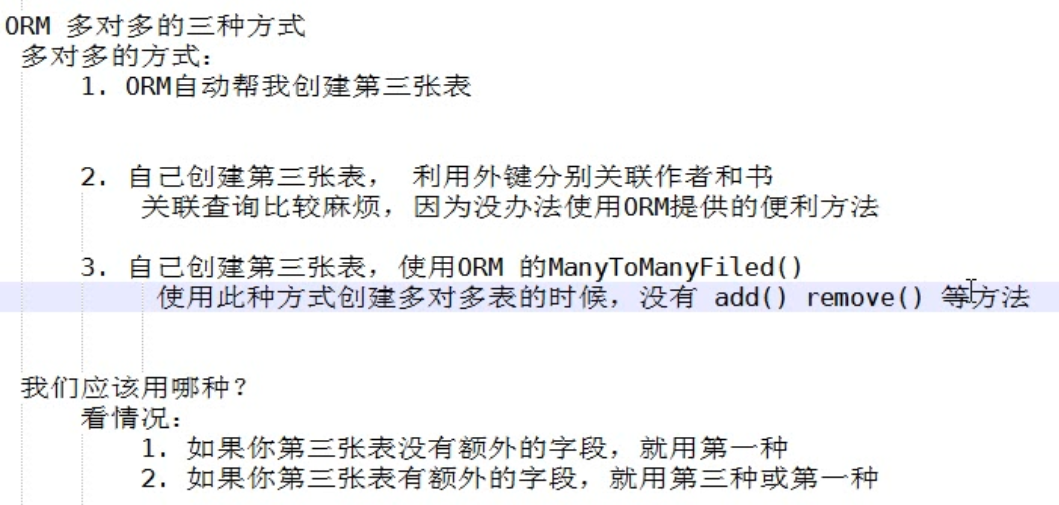 ORM 多对多的三种方式
多对多的方式:
1. ORM自动帮我创建第三张表
2. 自己创建第三张表， 利用外键分别关联作者和书
关联查询比较麻烦，因为没办法使用ORM提供的便利方法
3. 自己创建第三张表，使用ORM 的ManyToManyFiled()
使用此种方式创建多对多表的时候，没有 add() remove() 等方法
我们应该用哪种?
看情况:
1. 如果你第三张表没有额外的字段，就用第一种
2. 如果你第三张表有额外的字段，就用第三种或第一种